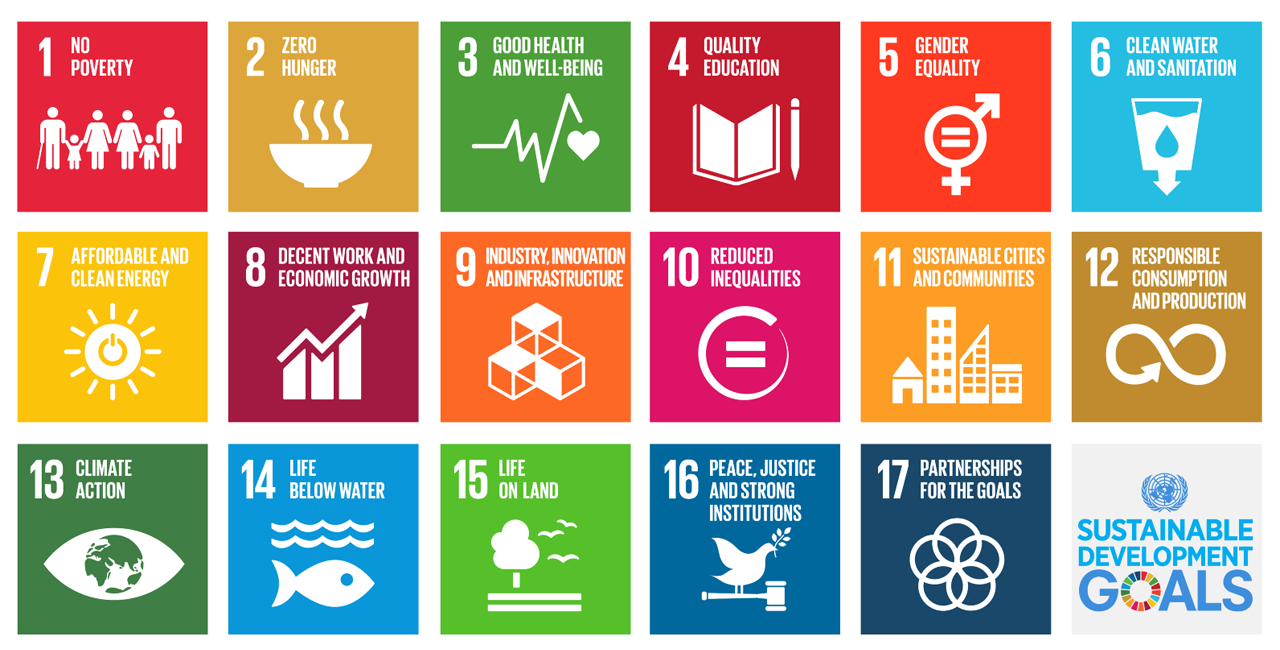 1 NO
POVERTY
2 ZERO
HUNGER
3 GOOD HEALTH
AND WELL-BEING
4 QUALITY
EDUCATION
5 GENDER
EQUALITY
6 CLEAN WATER
AND SANITATION
7 AFFORDABLE AND
CLEAN ENERGY
8 DECENT WORK AND
ECONOMIC GROWTH
9 INDUSTRY, INNOVATION
AND INFRASTRUCTURE
10 REDUCED
INEQUALITIES
11 SUSTAINABLE CITIES
AND COMMUNITIES
12 RESPONSIBLE
CONSUMPTION
AND PRODUCTION
13 CLIMATE
ACTION
14 LIFE
BELOW WATER
15 LIFE
ON LAND
16 PEACE, JUSTICE
AND STRONG
INSTITUTIONS
17 PARTNERSHIPS
FOR THE GOALS
SUSTAINABLE
DEVELOPMENT
GOALS